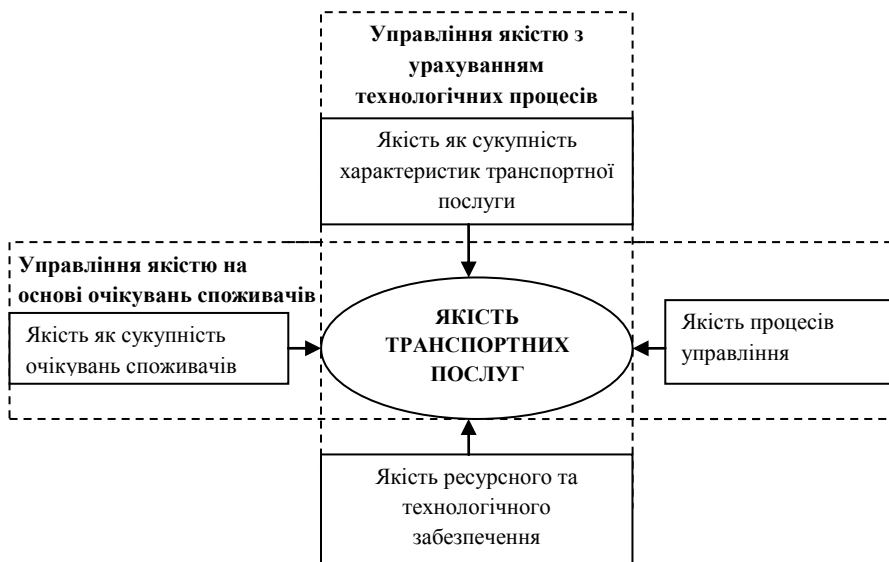 Управління якістю з
урахуванням
технологічних процесів
Якість як сукупність
характеристик транспортної
послуги
Управління якістю на
основі очікувань споживачів
Якість як сукупність
очікувань споживачів
ЯКІСТЬ
ТРАНСПОРТНИХ
ПОСЛУГ
Якість процесів
управління
Якість ресурсного та
технологічного
забезпечення